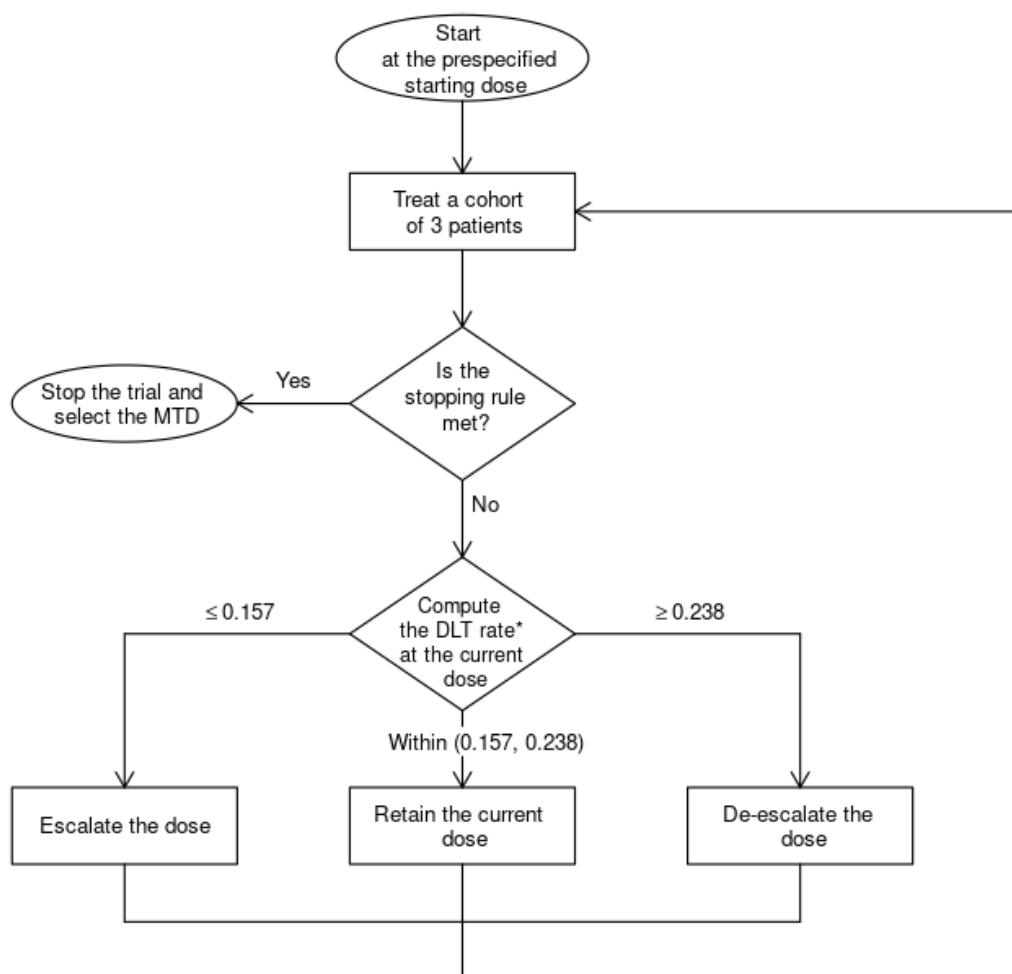 Start
at the prespecified
starting dose
Treat a cohort
of 3 patients
Is the
stopping rule
met?
Yes
Stop the trial and
select the MTD
No
Compute
the DLT rate*
at the current
dose
≤ 0.157
≥ 0.238
Within (0.157, 0.238)
Escalate the dose
Retain the current
dose
De-escalate the
dose